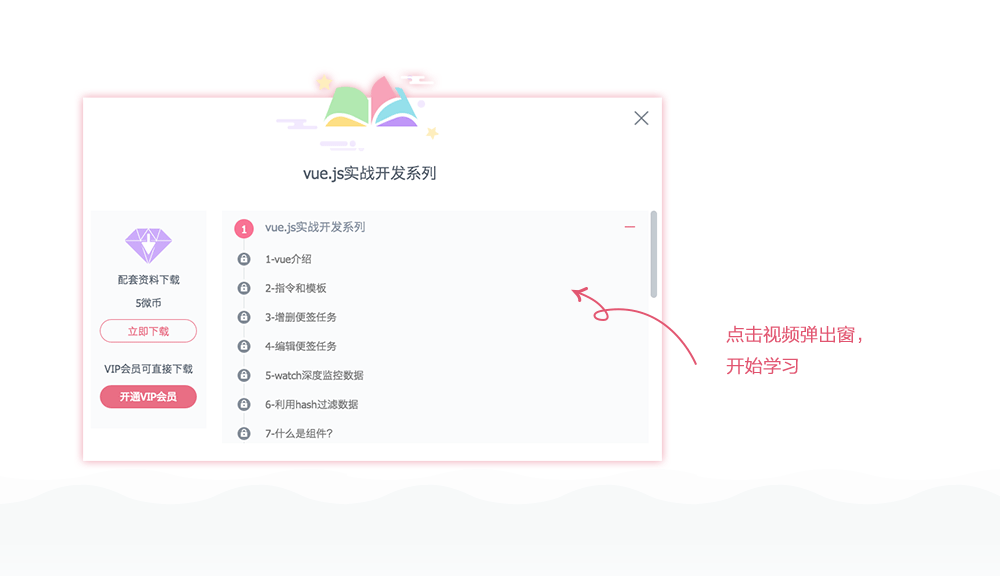 vue.js实战开发系列
配套资料下载
5微币
立即下载
VIP会员可直接下载
开通VIP会员
1 vue.js实战开发系列
1-vue介绍
2-指令和模板
3-增删便签任务
4-编辑便签任务
5-watch深度监控数据
6-利用hash过滤数据
7-什么是组件?
点击视频弹出窗，
开始学习